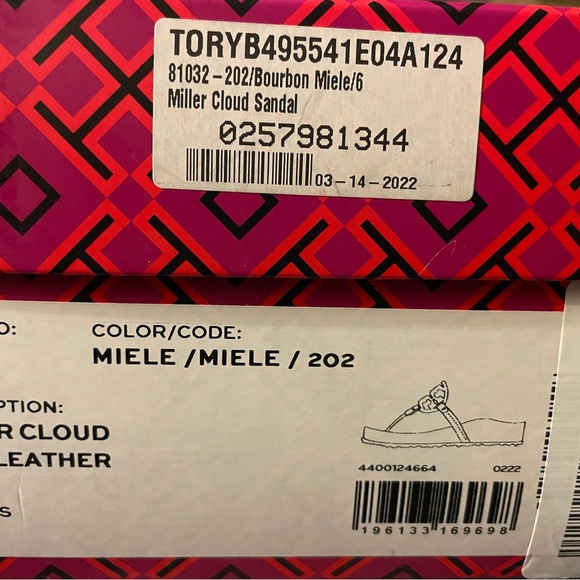 TORYB495541E04A124
81032-202/Bourbon Miele/6
Miller Cloud Sandal
0257981344
03-14-2022
O:
COLOR/CODE:
MIELE /MIELE / 202
PTION:
R CLOUD
LEATHER
S
4400124664 0222
196133 169698